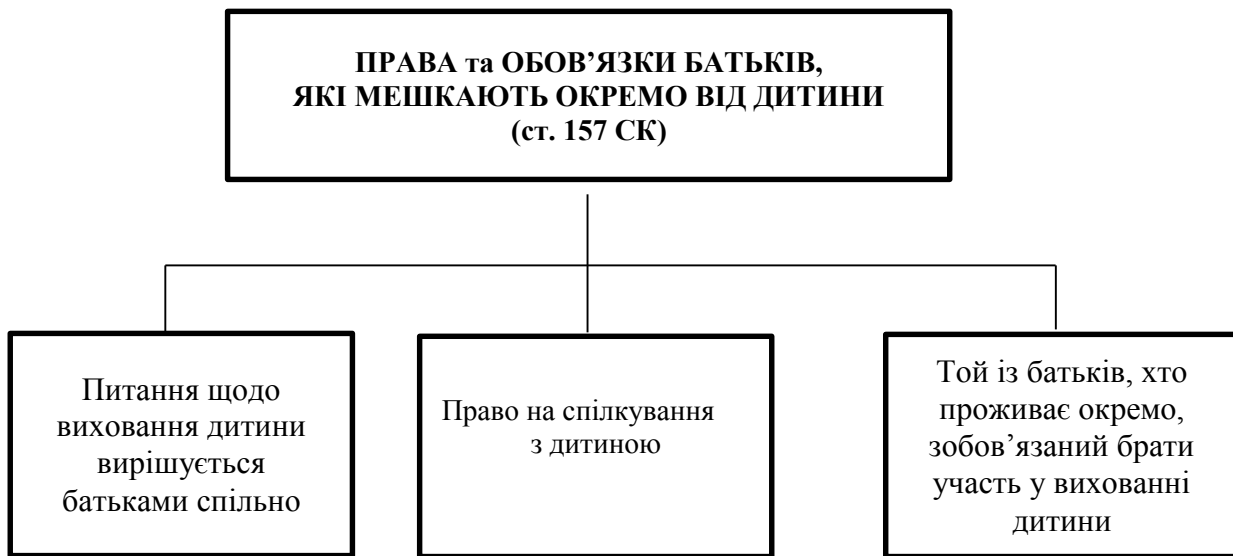 ПРАВА та ОБОВ’ЯЗКИ БАТЬКІВ,
ЯКІ МЕШКАЮТЬ ОКРЕМО ВІД ДИТИНИ
(ст. 157 СК)
Питання щодо
виховання дитини
вирішується
батьками спільно
Право на спілкування
з дитиною
Той із батьків, хто
проживає окремо,
зобов’язаний брати
участь у вихованні
дитини